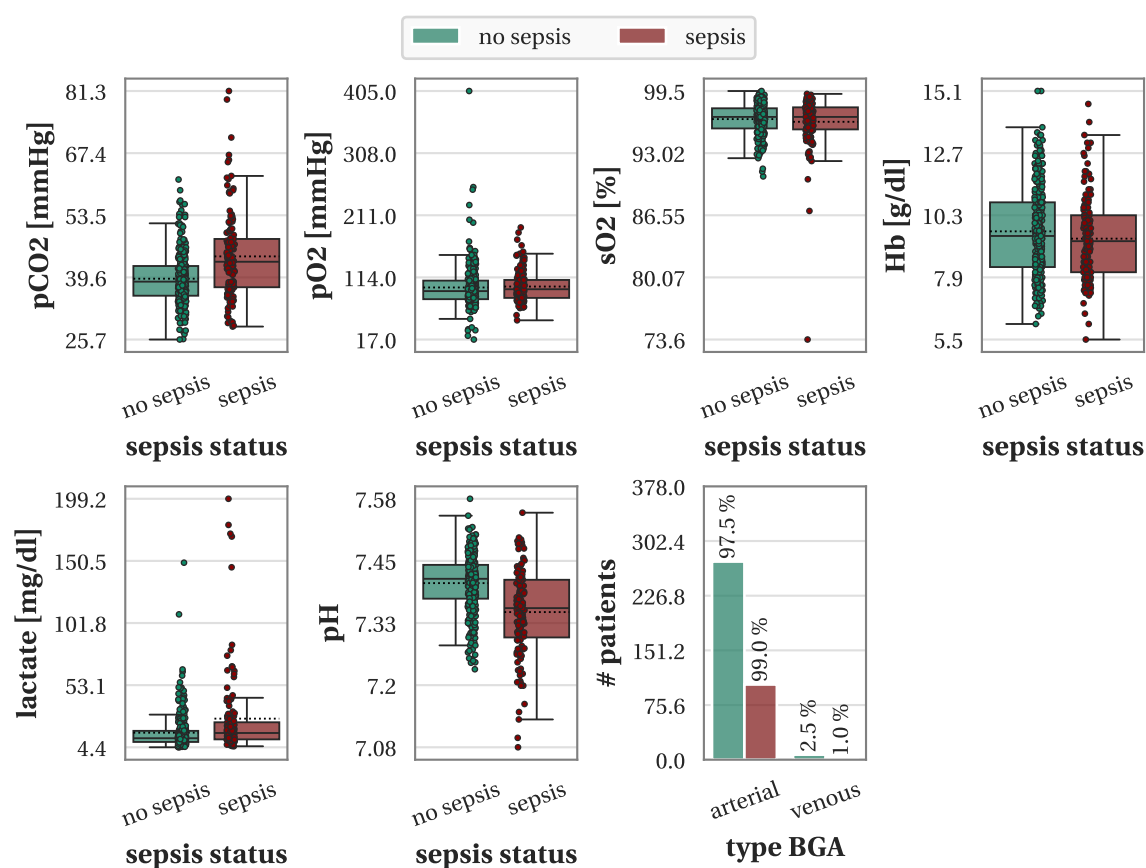 no sepsis sepsis
pCO2 [mmHg]
81.3
67.4
53.5
39.6
25.7
no sepsis sepsis
sepsis status
pO2 [mmHg]
405.0
308.0
211.0
114.0
17.0
no sepsis sepsis
sepsis status
sO2 [%]
99.5
93.02
86.55
80.07
73.6
no sepsis sepsis
sepsis status
Hb [g/dl]
15.1
12.7
10.3
7.9
5.5
no sepsis sepsis
sepsis status
lactate [mg/dl]
199.2
150.5
101.8
53.1
4.4
no sepsis sepsis
sepsis status
pH
7.58
7.45
7.33
7.2
7.08
no sepsis sepsis
sepsis status
# patients
378.0
302.4
226.8
151.2
75.6
0.0
97.5 %
99.0 %
2.5 %
1.0 %
arterial venous
type BGA